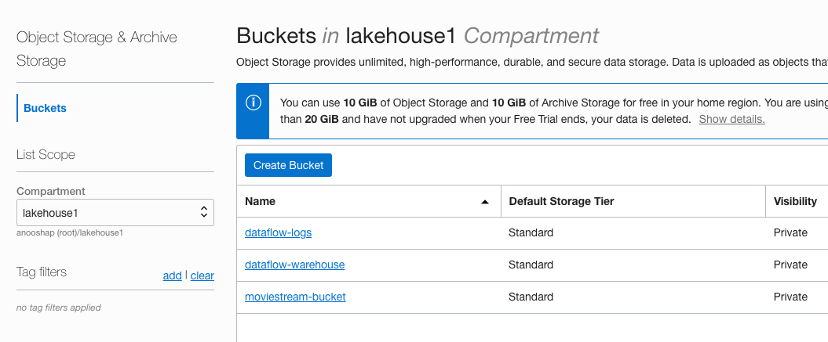 Object Storage & Archive
Storage
Buckets
List Scope
Compartment
lakehouse1
anooshap (root)/lakehouse1
Tag filters
add | clear
no tag filters applied
Buckets in lakehouse1 Compartment
Object Storage provides unlimited, high-performance, durable, and secure data storage. Data is uploaded as objects that
You can use 10 GiB of Object Storage and 10 GiB of Archive Storage for free in your home region. You are using
than 20 GiB and have not upgraded when your Free Trial ends, your data is deleted. Show details.
Create Bucket
Name Default Storage Tier Visibility
dataflow-logs Standard Private
dataflow-warehouse Standard Private
moviestream-bucket Standard Private